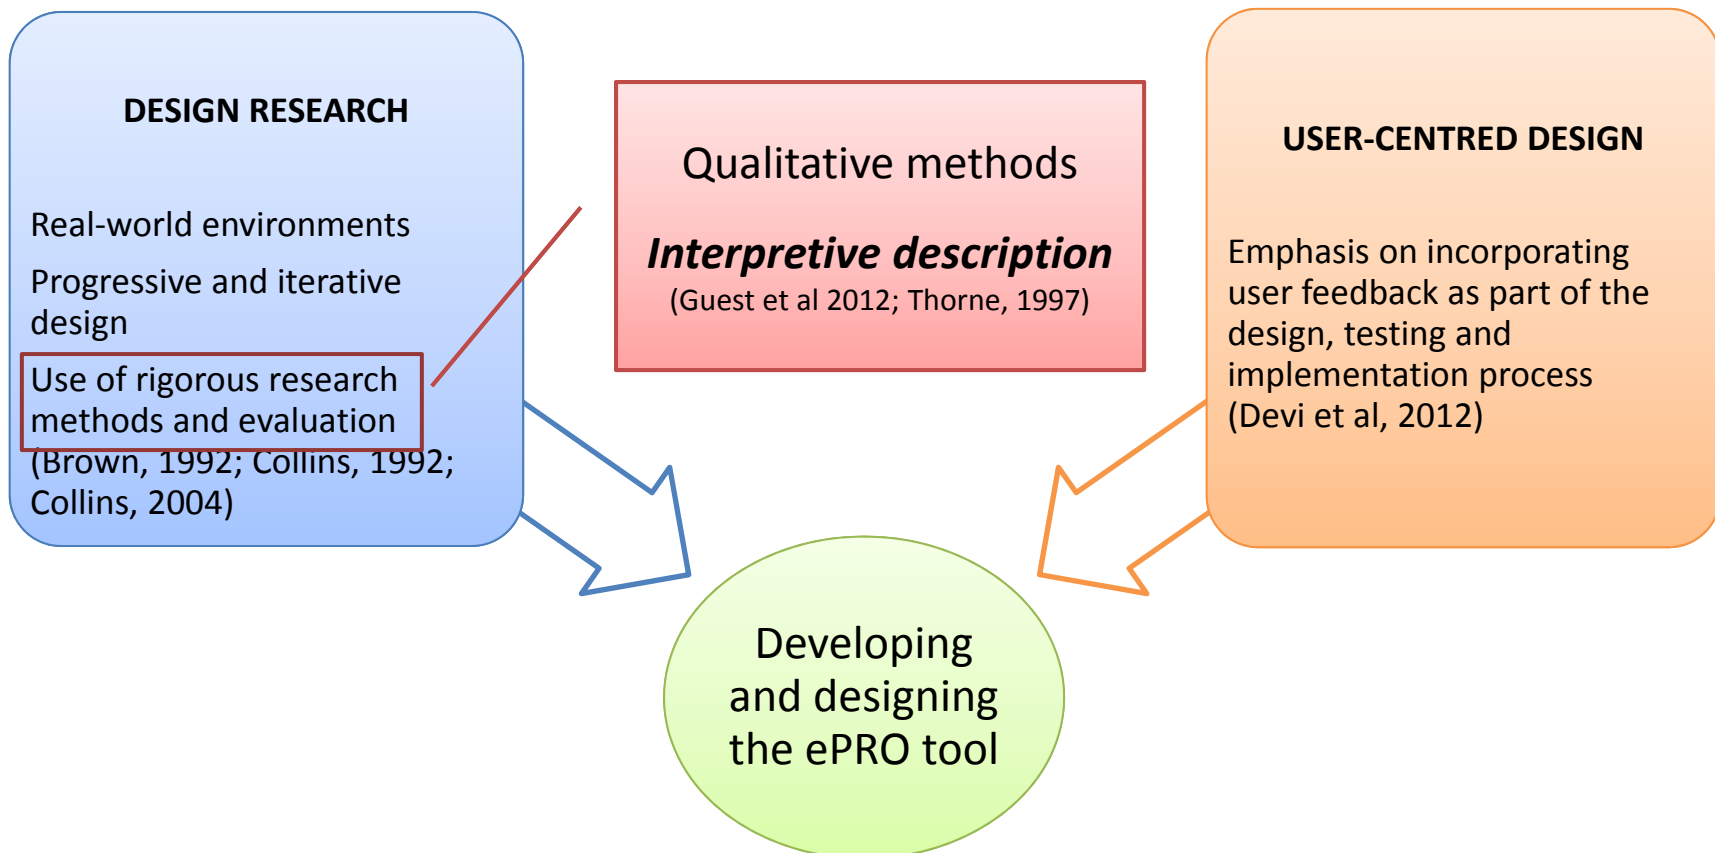 DESIGN RESEARCH
Real-world environments
Progressive and iterative
design
Use of rigorous research
methods and evaluation
(Brown, 1992; Collins, 1992;
Collins, 2004)
Qualitative methods
Interpretive description
(Guest et al 2012; Thorne, 1997)
USER-CENTRED DESIGN
Emphasis on incorporating
user feedback as part of the
design, testing and
implementation process
(Devi et al, 2012)
Developing
and designing
the ePRO tool